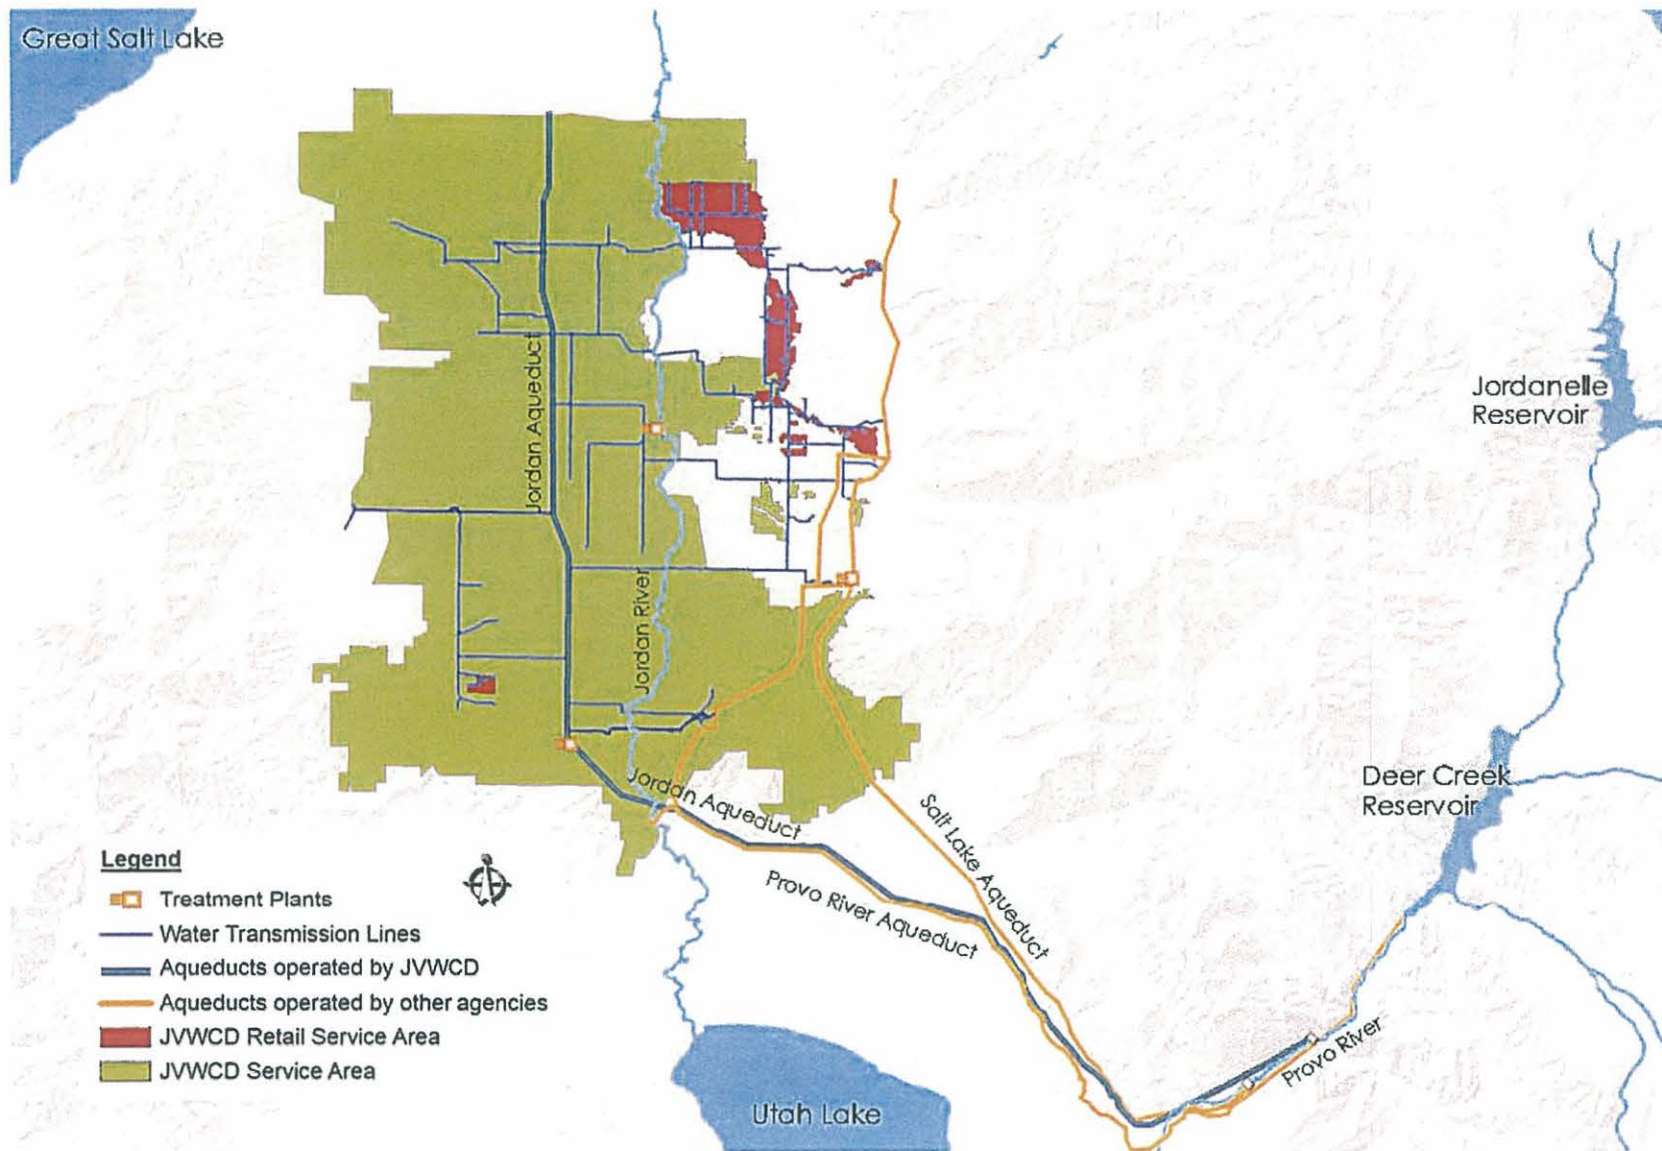 Great Salt Lake
Jordan Aqueduct
Jordanelle
Reservoir
Jordan River
Deer Creek
Reservoir
Jordan Aqueduct
Salt Lake Aqueduct
Provo River Aqueduct
Provo River
Utah Lake
Legend
Treatment Plants
Water Transmission Lines
Aqueducts operated by JVWCD
Aqueducts operated by other agencies
JVWCD Retail Service Area
JVWCD Service Area